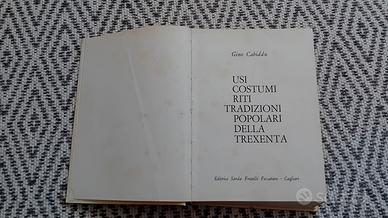 Gino Cabiddu
USI
COSTUMI
RITI
TRADIZIONI
POPOLARI
DELLA
TREXENTA
Editrice Sarda Fratelli Fossataro - Cagliari